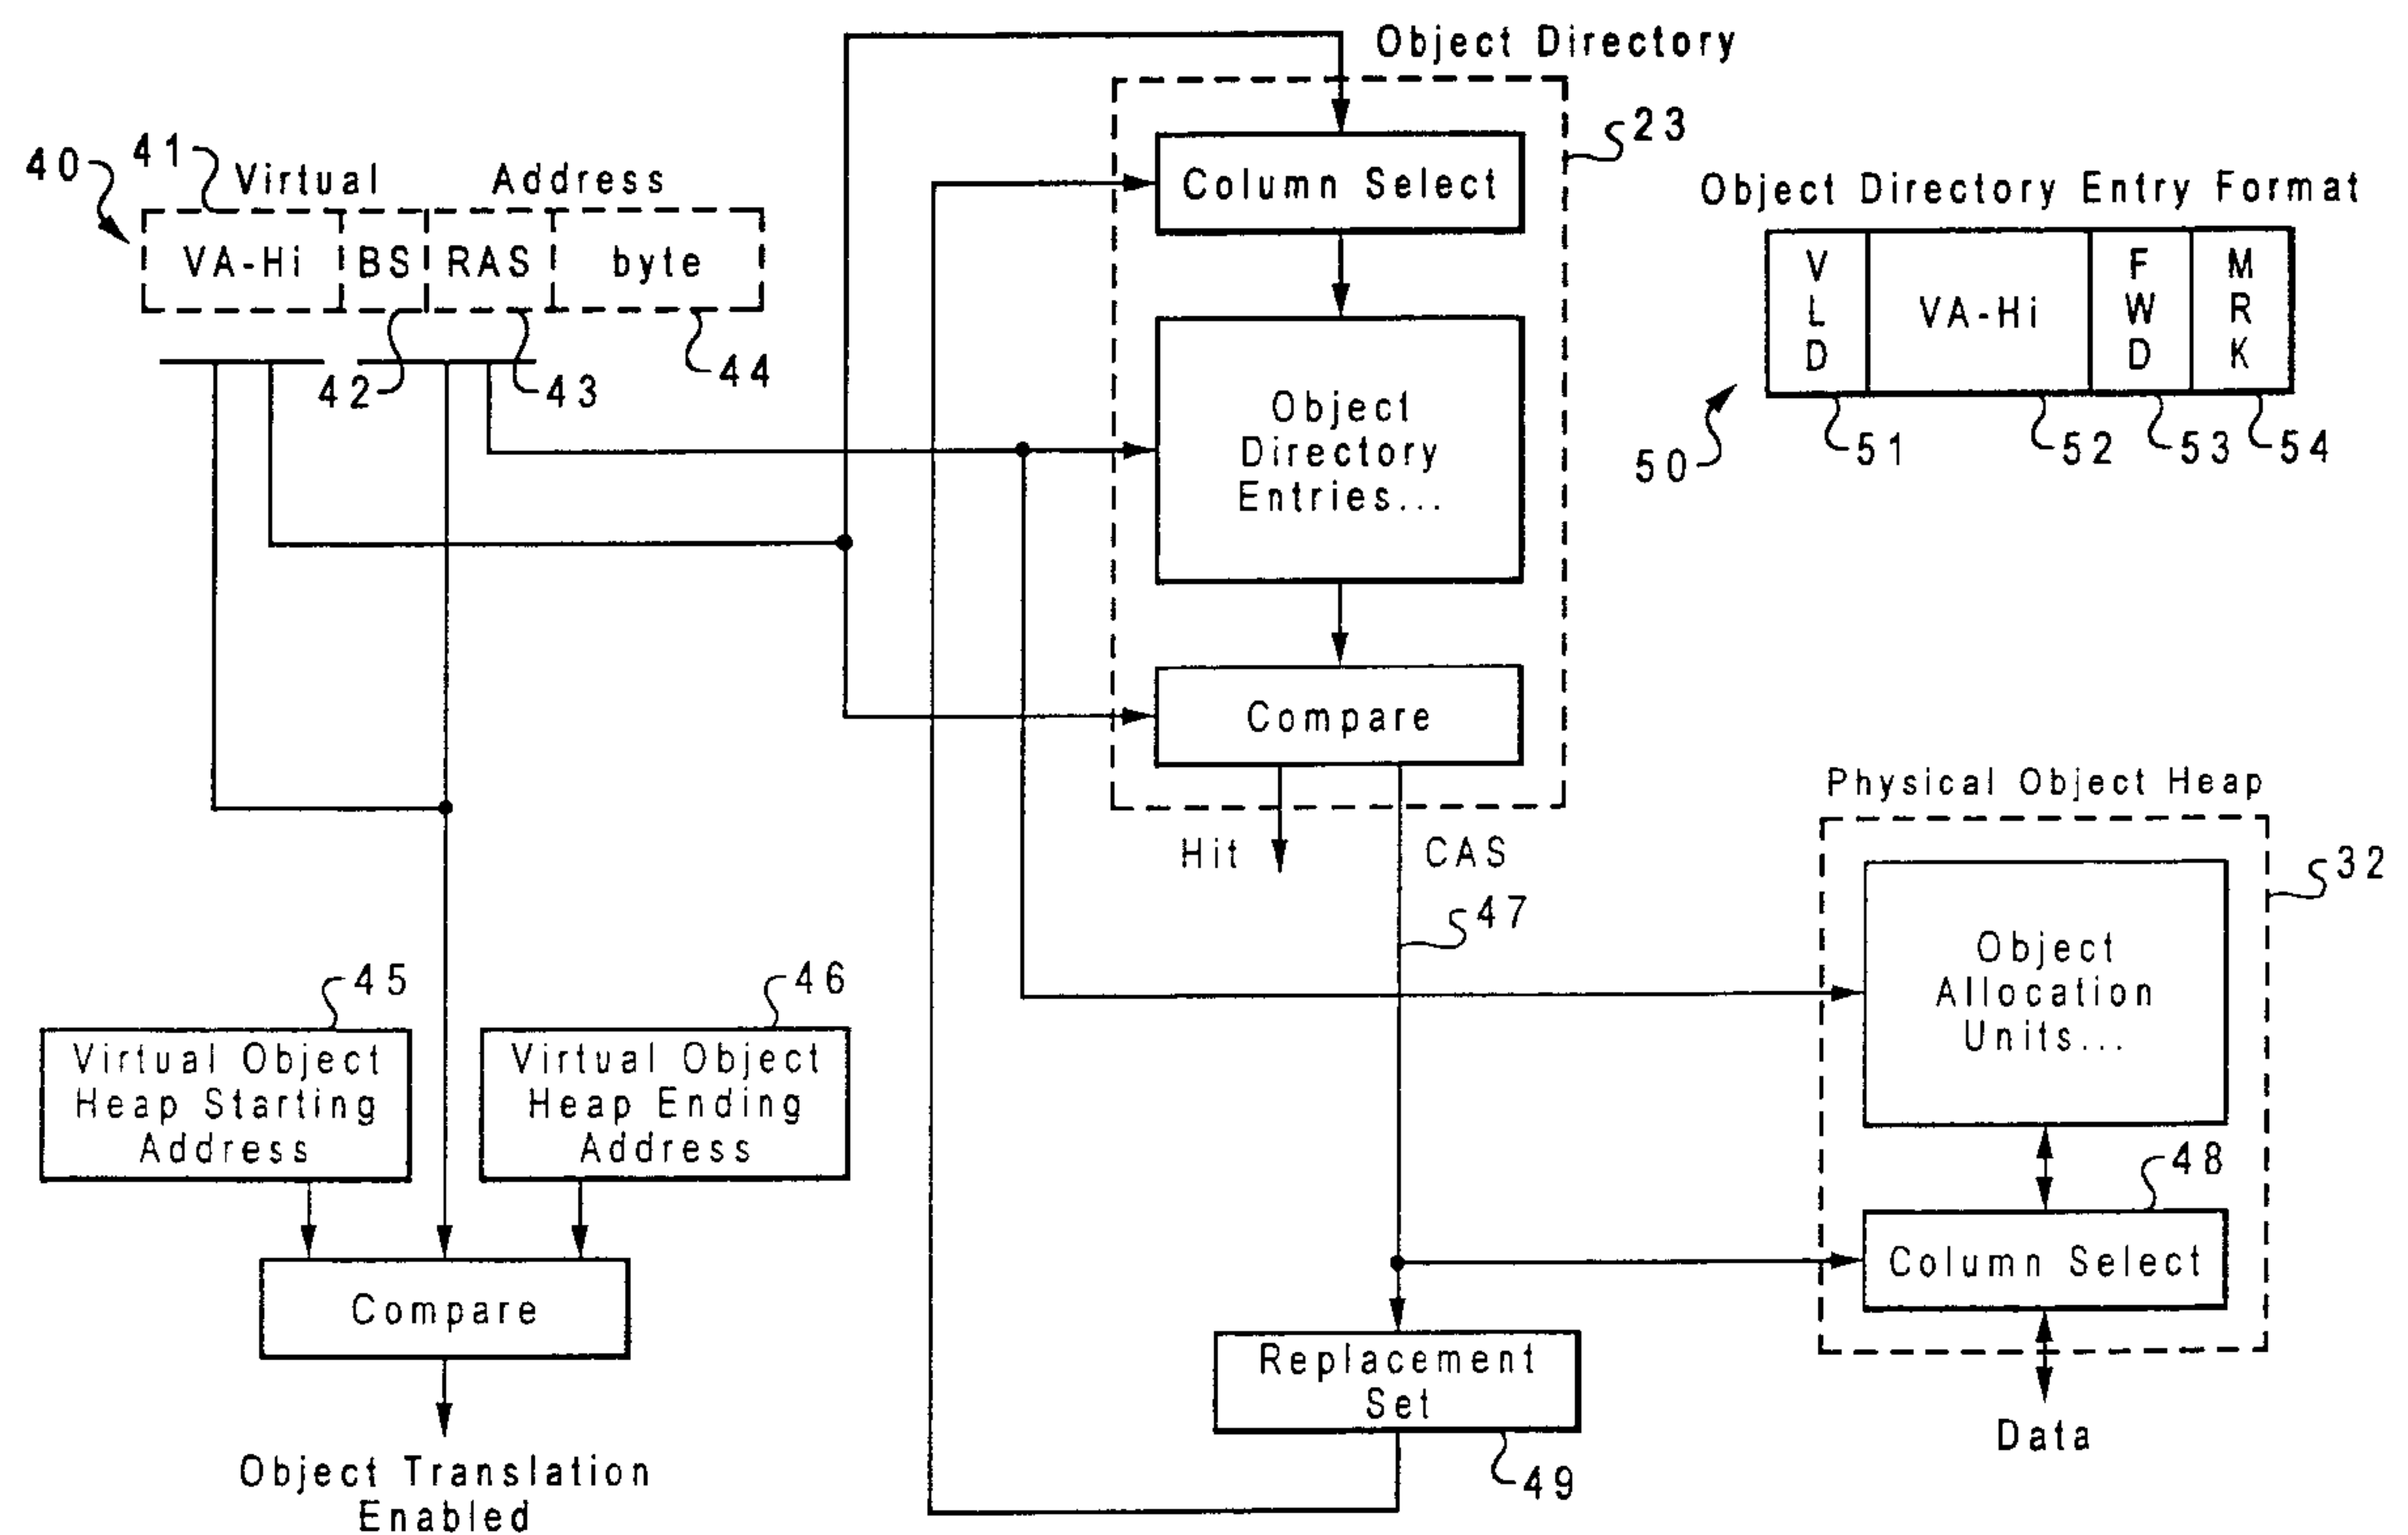 Object Directory
23
40
41
Virtual Address
VA-Hi BS RAS byte
42
43
44
Column Select
Object
Directory
Entries...
Compare
Hit
CAS
47
Object Directory Entry Format
V
L
D
VA-Hi
F
W
D
M
R
K
50
51
52
53
54
Physical Object Heap
32
Object
Allocation
Units...
48
Column Select
Data
45
Virtual Object
Heap Starting
Address
46
Virtual Object
Heap Ending
Address
Compare
Object Translation
Enabled
Replacement
Set
49